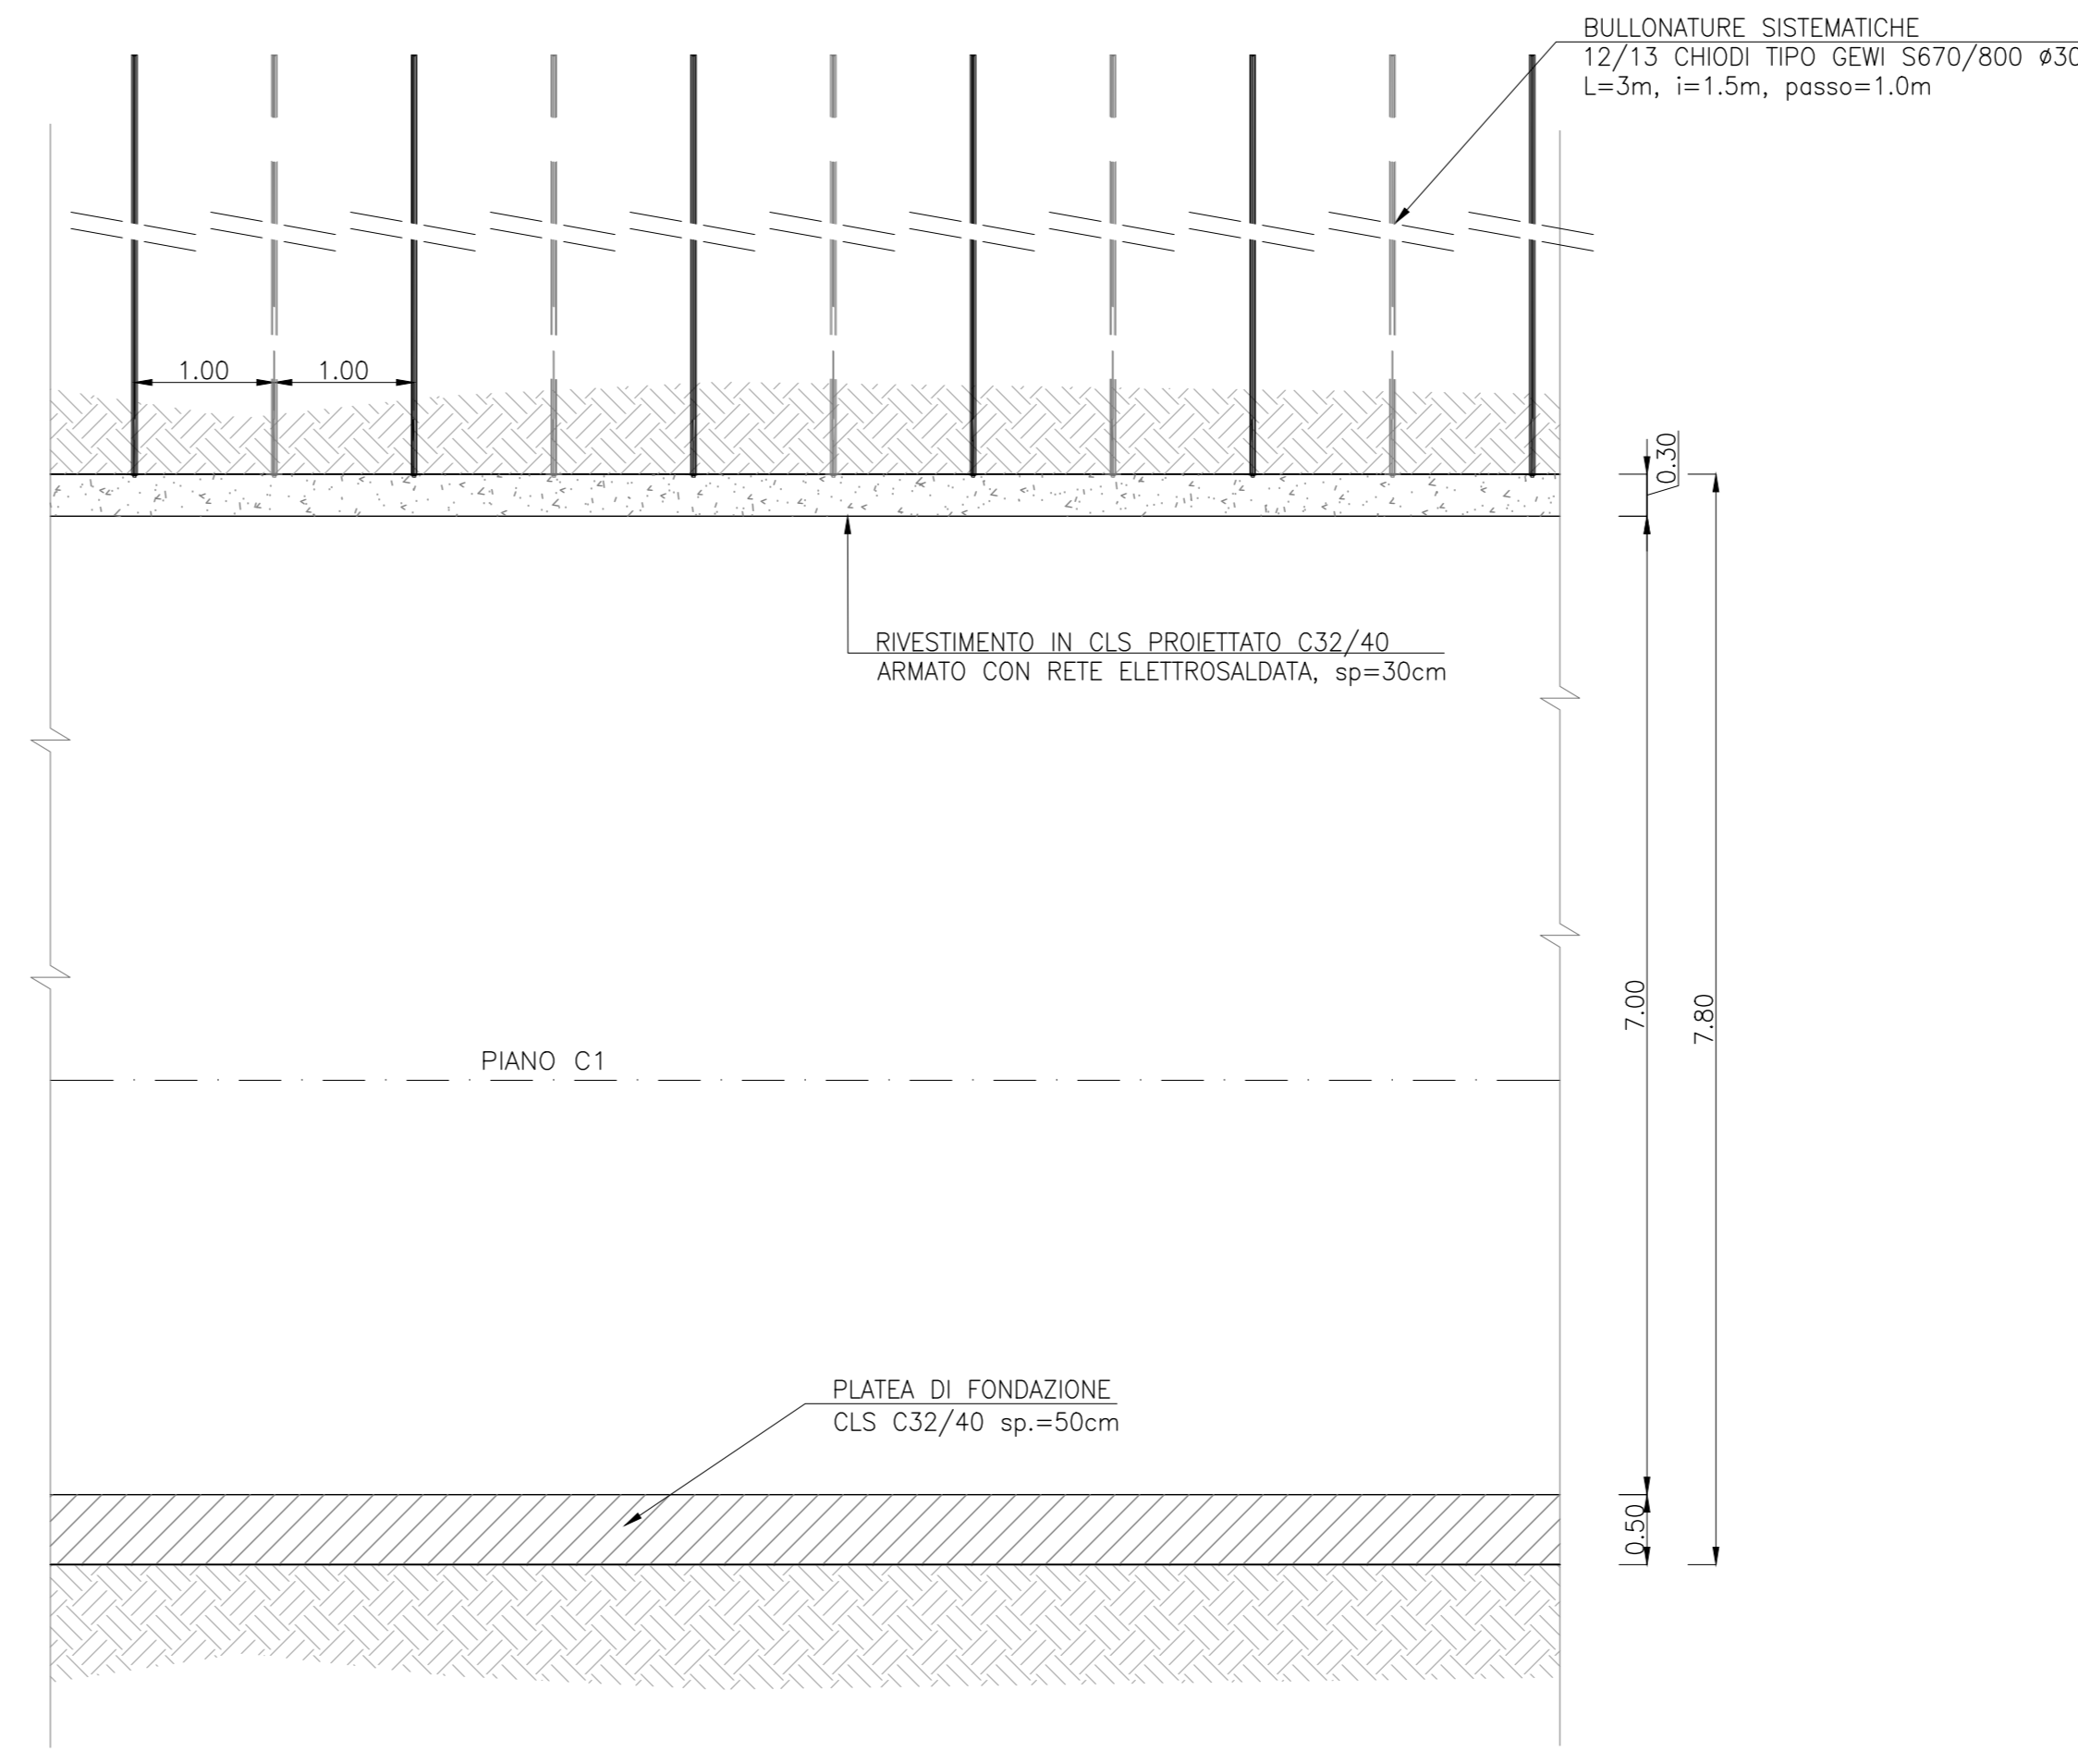 BULLONATURE SISTEMATICHE
12/13 CHIODI TIPO GEWI S670/800 ø30
L=3m, i=1.5m, passo=1.0m
1.00
1.00
0.30
RIVESTIMENTO IN CLS PROIETTATO C32/40
ARMATO CON RETE ELETTROSALDATA, sp=30cm
7.00
7.80
PIANO C1
PLATEA DI FONDAZIONE
CLS C32/40 sp.=50cm
0.50